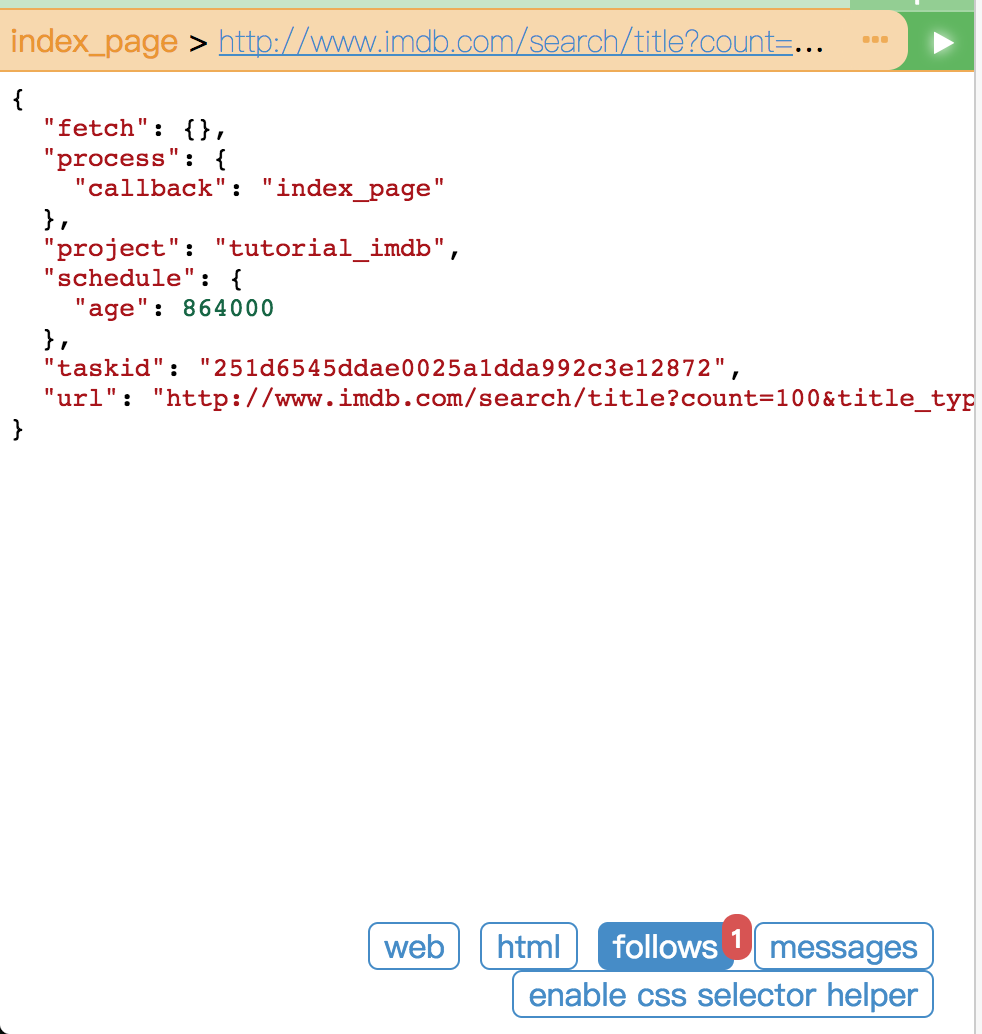 index_page > http://www.imdb.com/search/title?count=... •••
{
  "fetch": {},
  "process": {
    "callback": "index_page"
  },
  "project": "tutorial_imdb",
  "schedule": {
    "age": 864000
  },
  "taskid": "251d6545ddae0025a1dda992c3e12872",
  "url": "http://www.imdb.com/search/title?count=100&title_typ
}
web html follows 1 messages
enable css selector helper